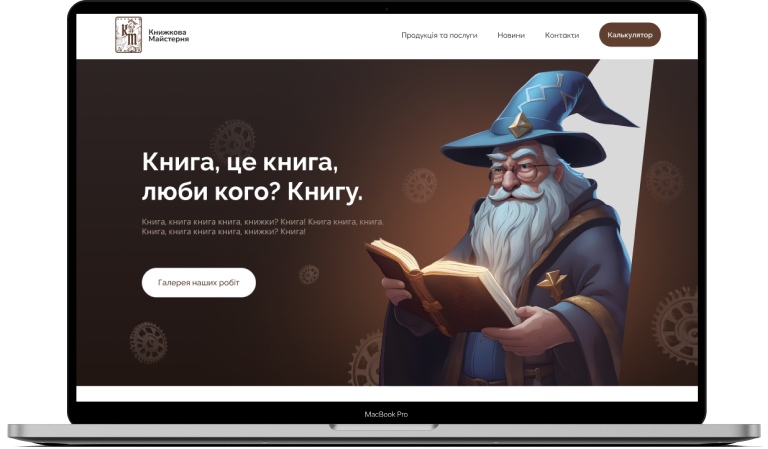 КМ
Книжкова
Майстерня
Продукція та послуги
Новини
Контакти
Калькулятор
Книга, це книга,
люби кого? Книгу.
Книга, книга книга книга, книжки? Книга! Книга книга, книга.
Книга, книга книга книга, книжки? Книга!
Галерея наших робіт
MacBook Pro